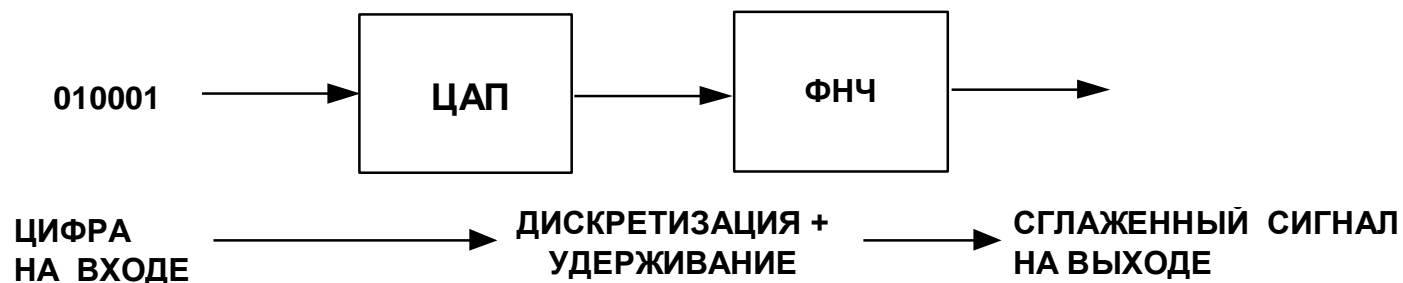 010001
ЦАП
ФНЧ
ЦИФРА
НА ВХОДЕ
ДИСКРЕТИЗАЦИЯ +
УДЕРЖИВАНИЕ
СГЛАЖЕННЫЙ СИГНАЛ
НА ВЫХОДЕ